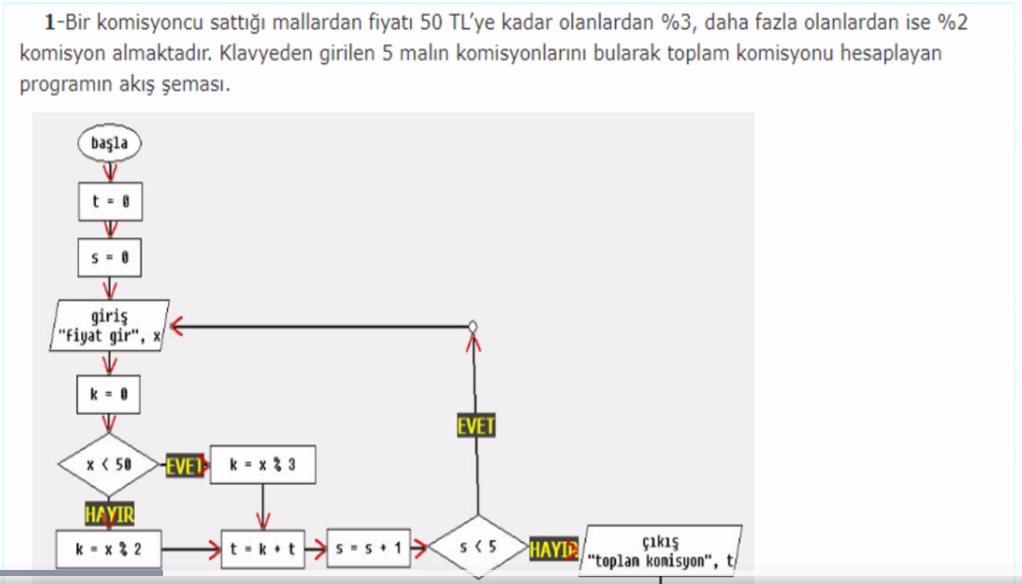 1-Bir komisyoncu sattığı mallardan fiyatı 50 TL'ye kadar olanlardan %3, daha fazla olanlardan ise %2
komisyon almaktadır. Klavyeden girilen 5 malın komisyonlarını bularak toplam komisyonu hesaplayan
programın akış şeması.
başla
t = 0
s = 0
giriş
"fiyat gir", x
k = 0
x < 50
EVET
k = x % 3
HAYIR
k = x % 2
t = k + t
s = s + 1
s < 5
EVET
HAYIR
çıkış
"toplan komisyon", t